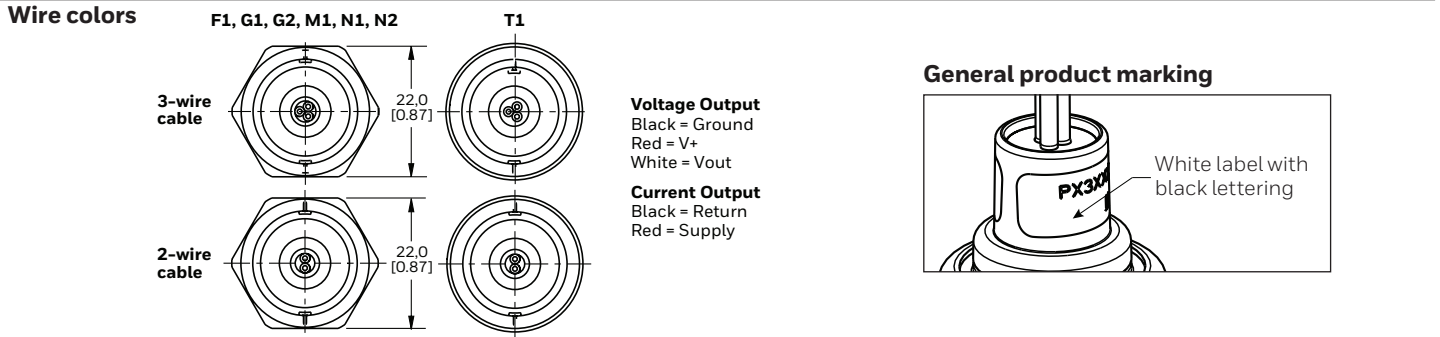 Wire colors
F1, G1, G2, M1, N1, N2
T1
3-wire
cable
22,0
[0.87]
2-wire
cable
22,0
[0.87]
Voltage Output
Black = Ground
Red = V+
White = Vout
Current Output
Black = Return
Red = Supply
General product marking
PX3XX
White label with
black lettering